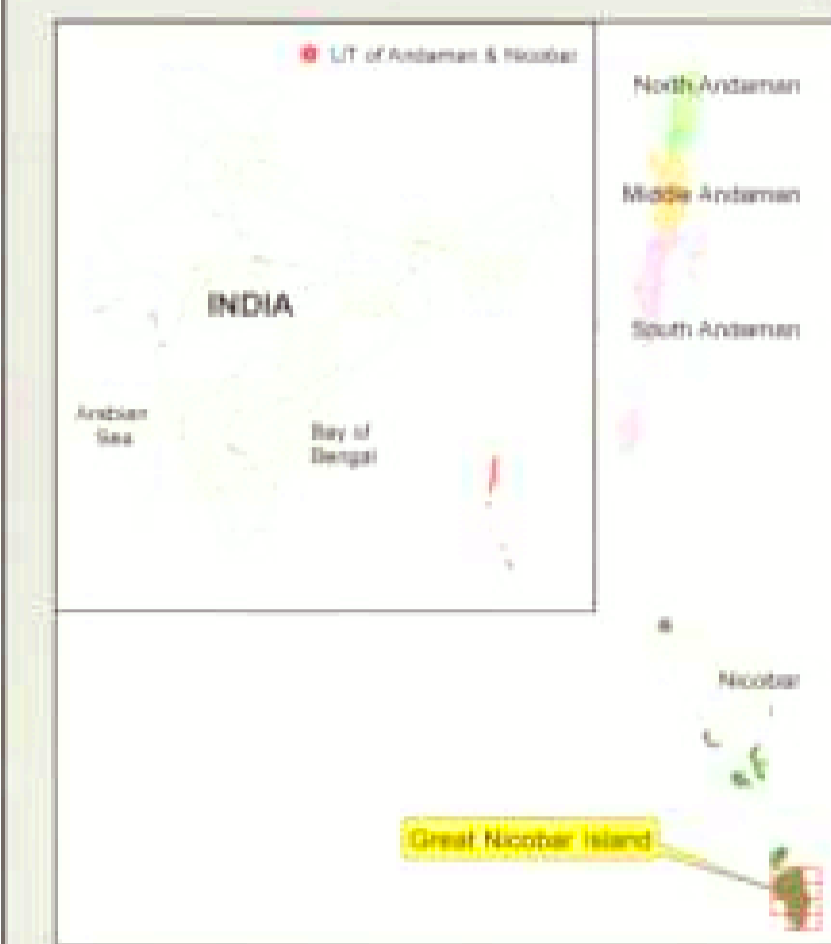 UT of Andaman & Nicobar
North Andaman
Middle Andaman
INDIA
South Andaman
Arabian
Sea
Bay of
Bengal
Nicobar
Great Nicobar Island